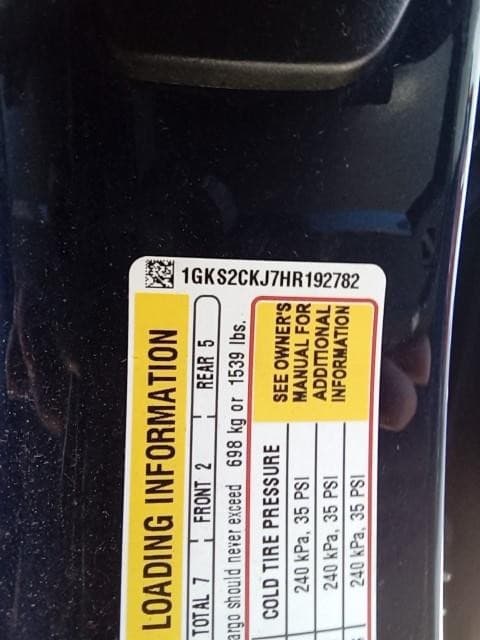 1GKS2CKJ7HR192782
LOADING INFORMATION
TOTAL 7 FRONT 2 REAR 5
should never exceed 698 kg or 1539 lbs.
COLD TIRE PRESSURE
SEE OWNER'S
MANUAL FOR
ADDITIONAL
INFORMATION
240 kPa, 35 PSI
240 kPa, 35 PSI
240 kPa, 35 PSI